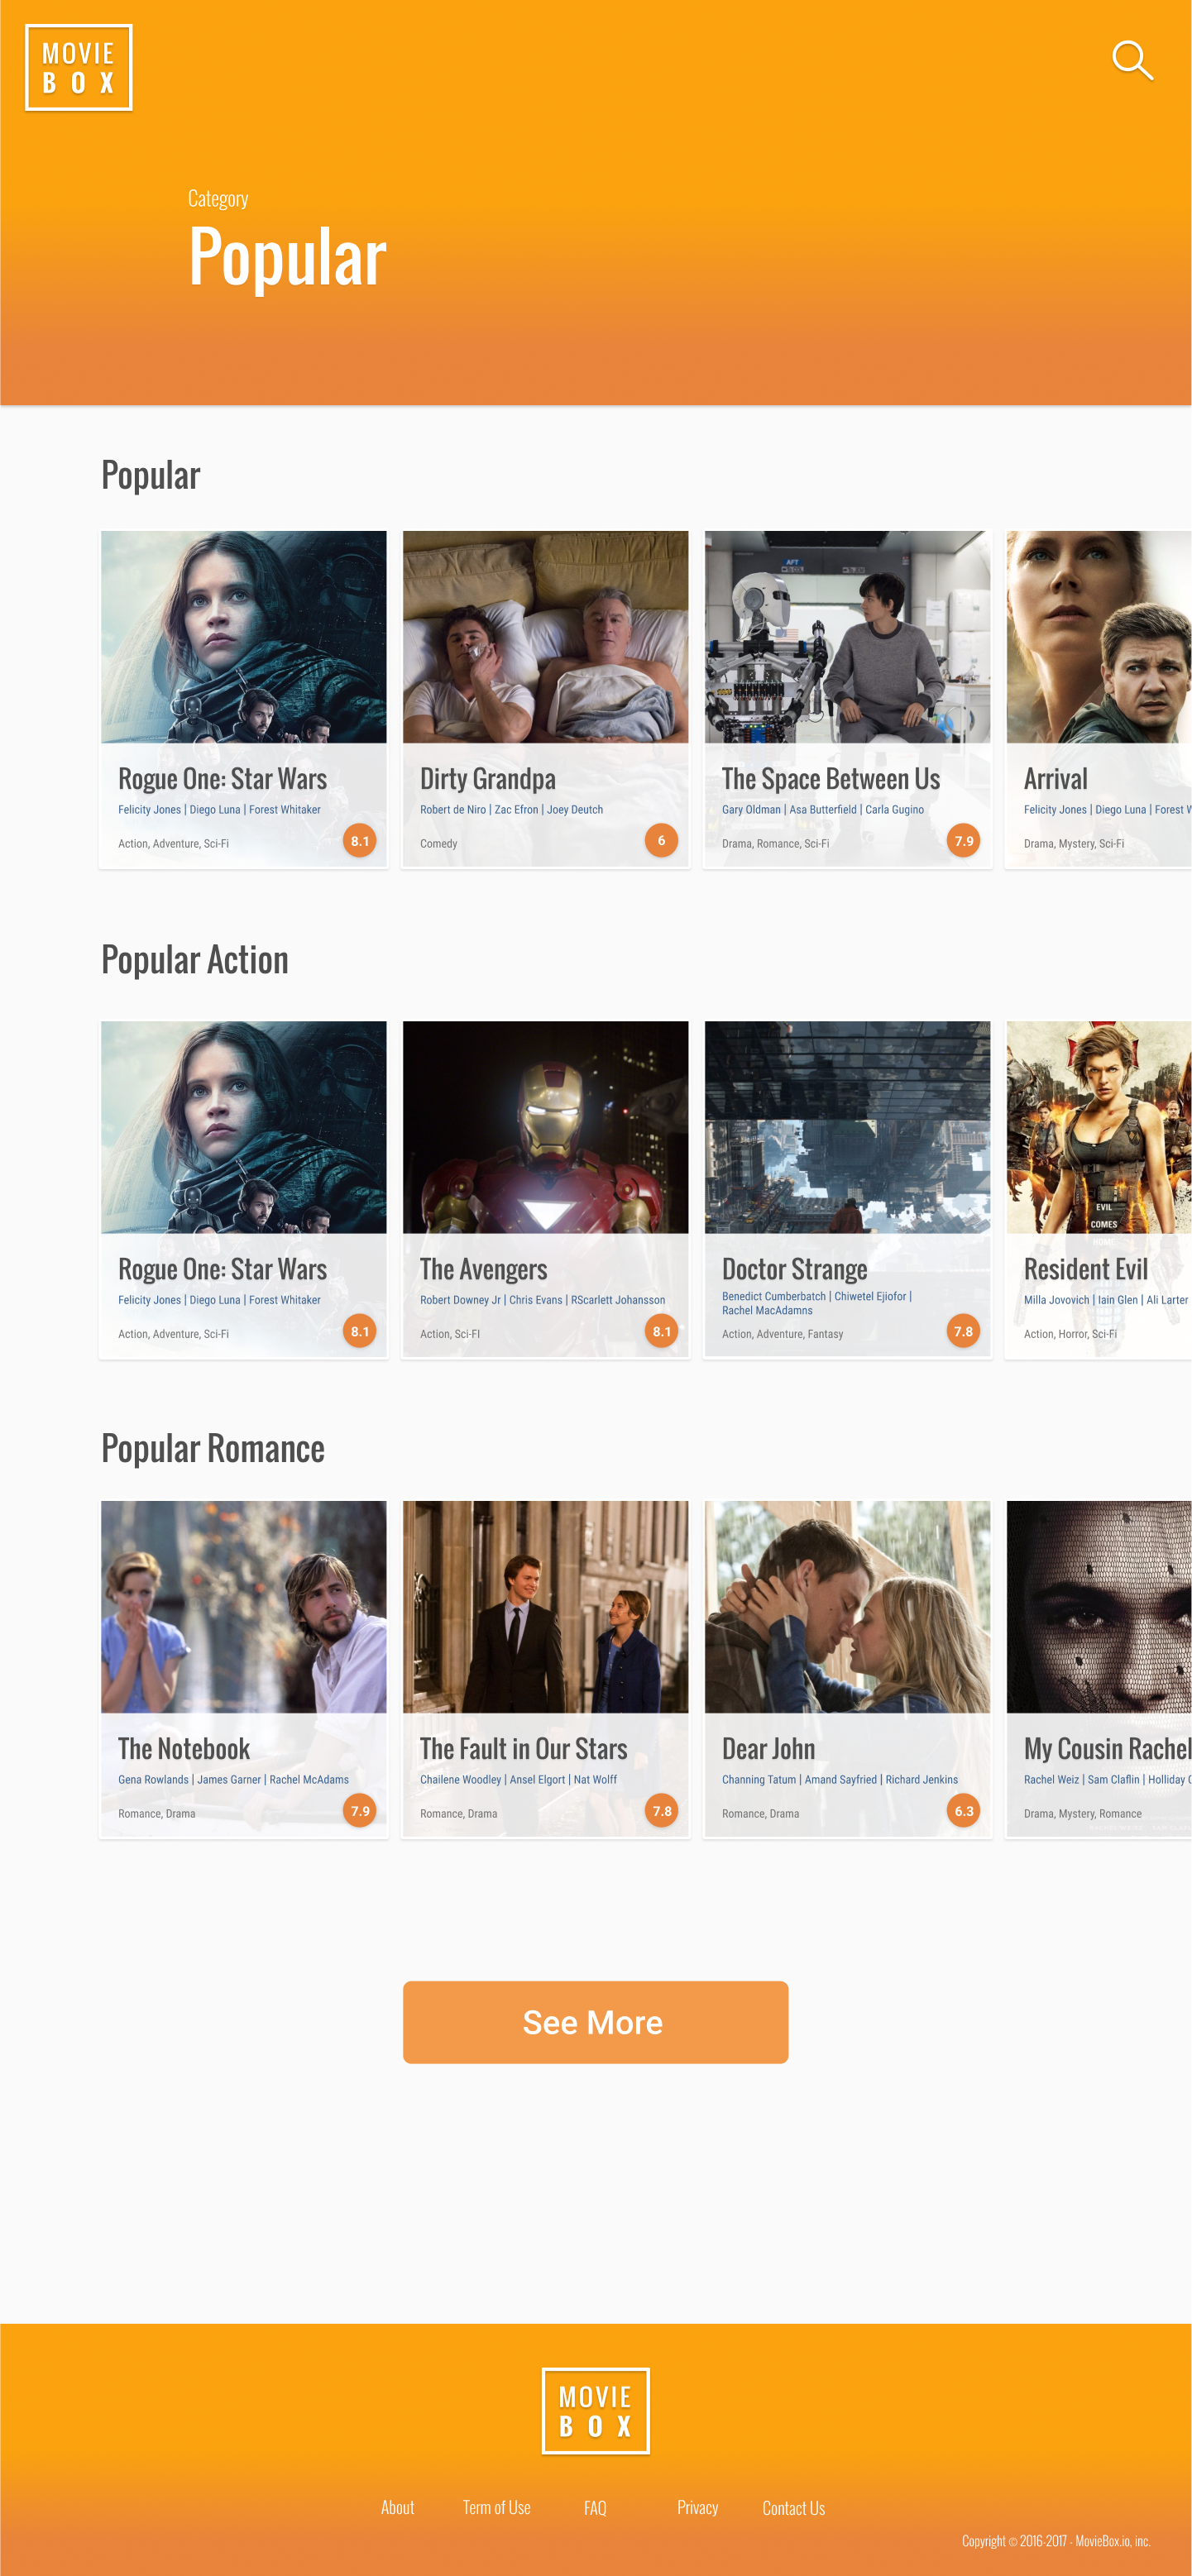 MOVIE
BOX
Category
Popular
Popular
AFT
Rogue One: Star Wars
Felicity Jones | Diego Luna | Forest Whitaker
Action, Adventure, Sci-Fi
8.1
Dirty Grandpa
Robert de Niro | Zac Efron | Joey Deutch
Comedy
6
The Space Between Us
Gary Oldman | Asa Butterfield | Carla Gugino
Drama, Romance, Sci-Fi
7.9
Arrival
Felicity Jones | Diego Luna | Forest
Drama, Mystery, Sci-Fi
Popular Action
Rogue One: Star Wars
Felicity Jones | Diego Luna | Forest Whitaker
Action, Adventure, Sci-Fi
8.1
The Avengers
Robert Downey Jr | Chris Evans | RScarlett Johansson
Action, Sci-FI
8.1
Doctor Strange
Benedict Cumberbatch | Chiwetel Ejiofor |
Rachel MacAdamns
Action, Adventure, Fantasy
7.8
EVIL
COMES
HOME
Resident Evil
Milla Jovovich | Iain Glen | Ali Larter
Action, Horror, Sci-Fi
Popular Romance
The Notebook
Gena Rowlands | James Garner | Rachel McAdams
Romance, Drama
7.9
The Fault in Our Stars
Chailene Woodley | Ansel Elgort | Nat Wolff
Romance, Drama
7.8
Dear John
Channing Tatum | Amand Sayfried | Richard Jenkins
Romance, Drama
6.3
My Cousin Rachel
Rachel Weiz | Sam Claflin | Holliday
Drama, Mystery, Romance
See More
MOVIE
BOX
About
Term of Use
FAQ
Privacy
Contact Us
Copyright © 2016-2017 - MovieBox.io, inc.